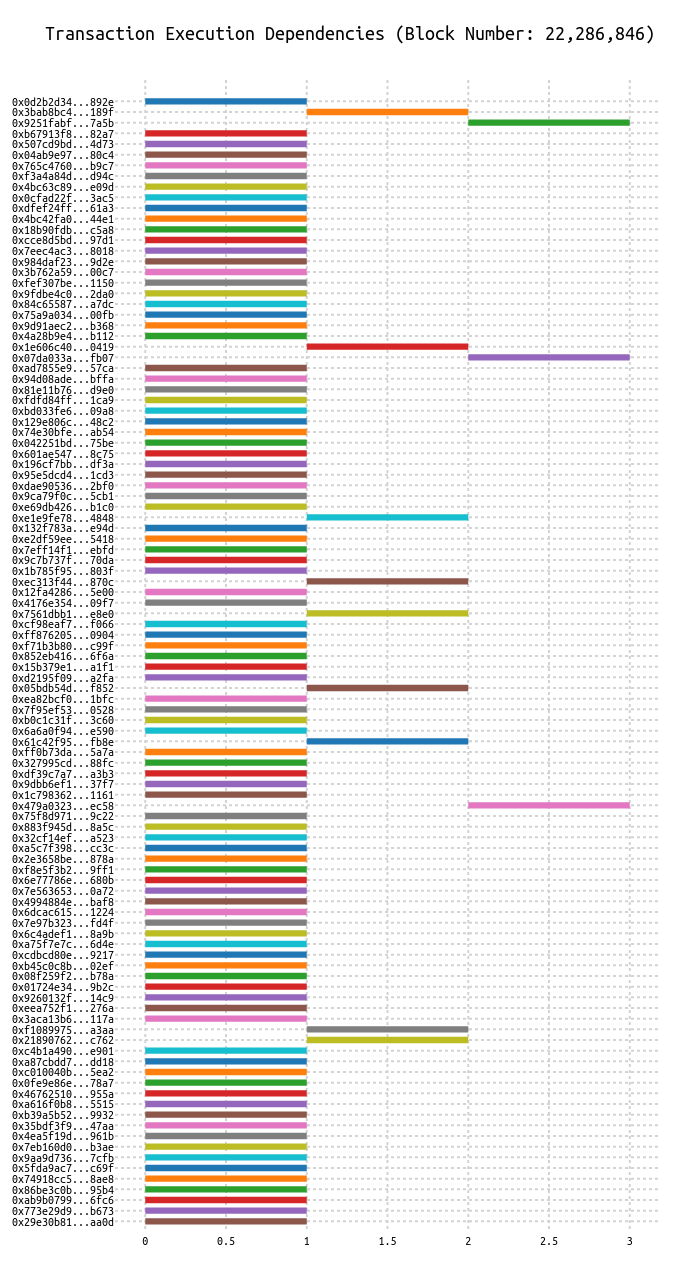 Transaction Execution Dependencies (Block Number: 22,286,846)
0x0d2b2d34...892e
0x3bab8bc4...189f
0x9251fabf...7a5b
0xb67913f8...82a7
0x507cd9bd...4d73
0x04ab9e97...80c4
0x765c4760...b9c7
0xf3a4a84d...d94c
0x4bc63c89...e09d
0x0cfad22f...3ac5
0xdfef24ff...61a3
0x4bc42fa0...44e1
0x18b90fdb...c5a8
0xcce8d5bd...97d1
0x7eec4ac3...8018
0x984daf23...9d2e
0x3b762a59...00c7
0xfef307be...1150
0x9fdbe4c0...2da0
0x84c65587...a7dc
0x75a9a034...00fb
0x9d91aec2...b368
0x4a28b9e4...b112
0x1e606c40...0419
0x07da033a...fb07
0xad7855e9...57ca
0x94d08ade...bffa
0x81e11b76...d9e0
0xfdfd84ff...1ca9
0xbd033fe6...09a8
0x129e806c...48c2
0x74e30bfe...ab54
0x042251bd...75be
0x601ae547...8c75
0x196cf7bb...df3a
0x95e5dcd4...1cd3
0xdae90536...2bf0
0x9ca79f0c...5cb1
0xe69db426...b1c0
0xe1e9fe78...4848
0x132f783a...e94d
0xe2df59ee...5418
0x7eff14f1...ebfd
0x9c7b737f...70da
0x1b785f95...803f
0xec313f44...870c
0x12fa4286...5e00
0x4176e354...09f7
0x7561dbb1...e8e0
0xcf98eaf7...f066
0xff876205...0904
0xf71b3b80...c99f
0x852eb416...6f6a
0x15b379e1...a1f1
0xd2195f09...a2fa
0x05bdb54d...f852
0xea82bcf0...1bfc
0x7f95ef53...0528
0xb0c1c31f...3c60
0x6a6a0f94...e590
0x61c42f95...fb8e
0xff0b73da...5a7a
0x327995cd...88fc
0xdf39c7a7...a3b3
0x9dbb6ef1...37f7
0x1c798362...1161
0x479a0323...ec58
0x75f8d971...9c22
0x883f945d...8a5c
0x32cf14ef...a523
0xa5c7f398...cc3c
0x2e3658be...878a
0xf8e5f3b2...9ff1
0x6e77786e...680b
0x7e563653...0a72
0x4994884e...baf8
0x6dcac615...1224
0x7e97b323...fd4f
0x6c4adef1...8a9b
0xa75f7e7c...6d4e
0xcdbcd80e...9217
0xb45c0c8b...02ef
0x08f259f2...b78a
0x01724e34...9b2c
0x9260132f...14c9
0xeea752f1...276a
0x3aca13b6...117a
0xf1089975...a3aa
0x21890762...c762
0xc4b1a490...e901
0xa87cbdd7...dd18
0xc010040b...5ea2
0x0fe9e86e...78a7
0x46762510...955a
0xa616f0b8...5515
0xb39a5b52...9932
0x35bdf3f9...47aa
0x4ea5f19d...961b
0x7eb160d0...b3ae
0x9aa9d736...7cfb
0x5fda9ac7...c69f
0x74918cc5...8ae8
0x86be3c0b...95b4
0xab9b0799...6fc6
0x773e29d9...b673
0x29e30b81...aa0d
0 0.5 1 1.5 2 2.5 3